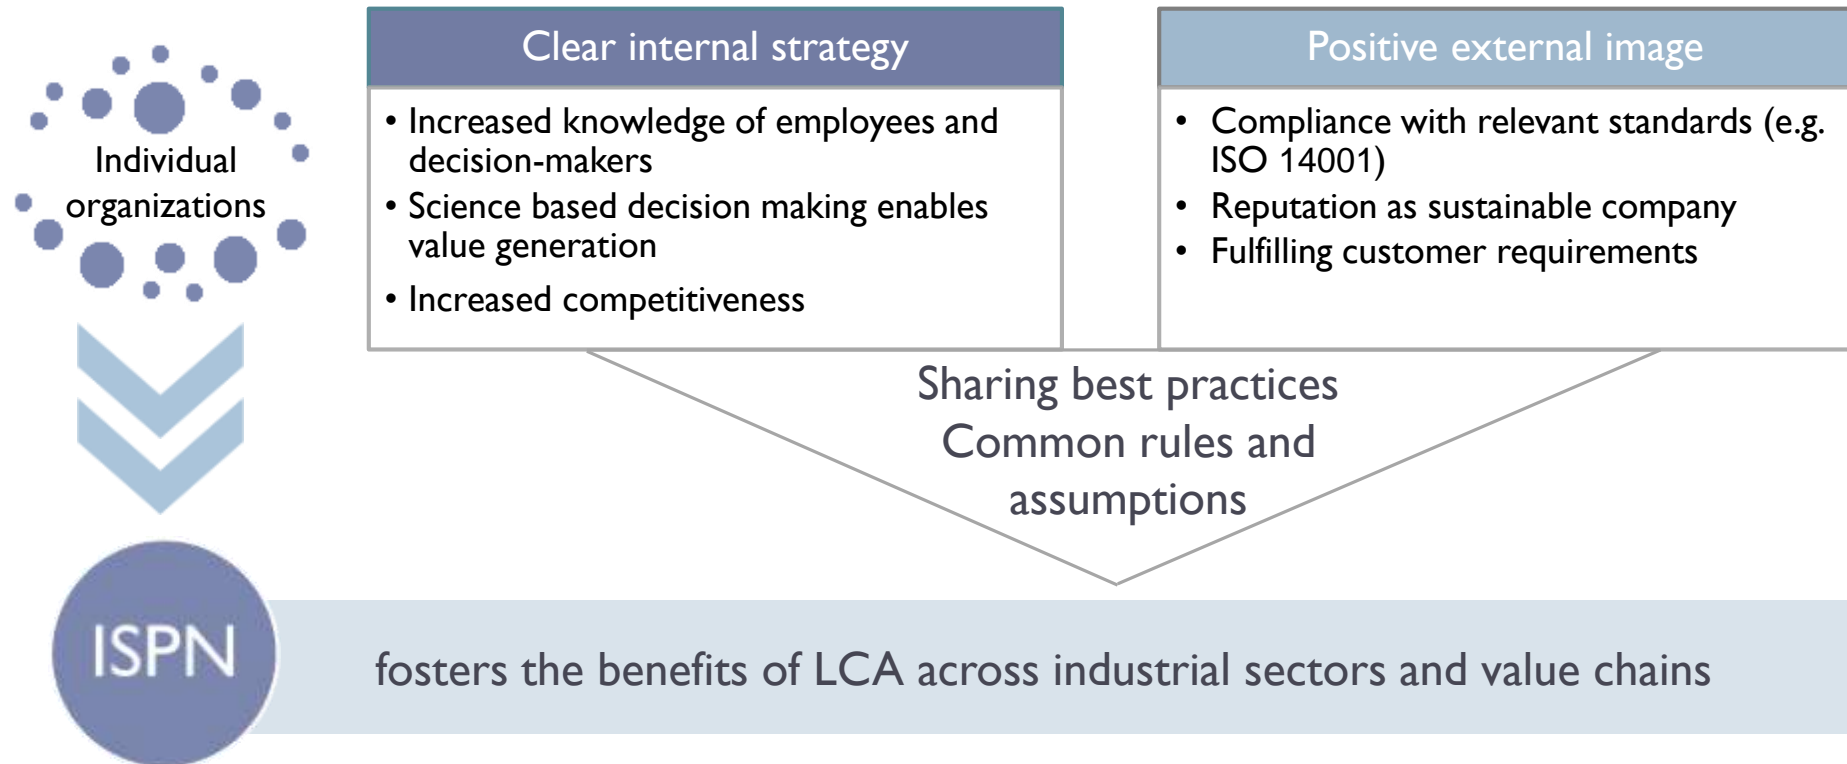 Individual
organizations
Clear internal strategy
• Increased knowledge of employees and
decision-makers
• Science based decision making enables
value generation
• Increased competitiveness
Positive external image
• Compliance with relevant standards (e.g.
ISO 14001)
• Reputation as sustainable company
• Fulfilling customer requirements
Sharing best practices
Common rules and
assumptions
ISPN
fosters the benefits of LCA across industrial sectors and value chains